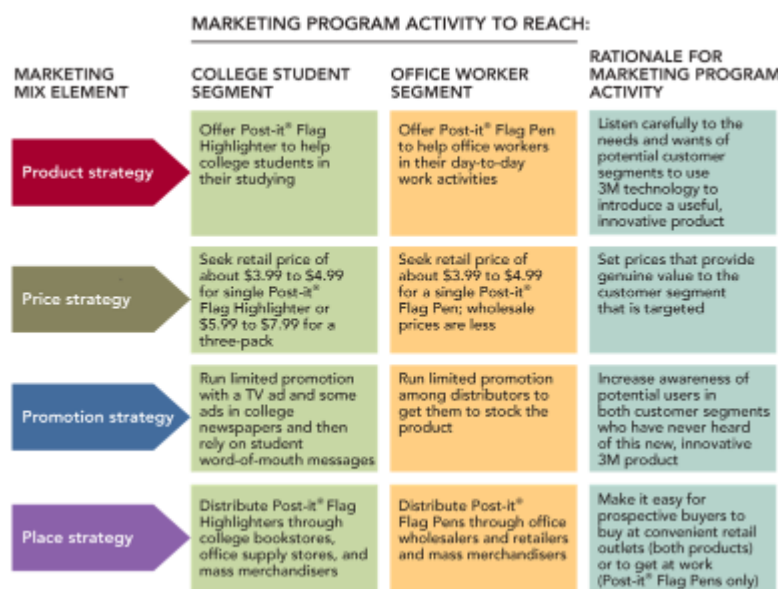 MARKETING PROGRAM ACTIVITY TO REACH:
MARKETING
MIX ELEMENT
COLLEGE STUDENT
SEGMENT
OFFICE WORKER
SEGMENT
RATIONALE FOR
MARKETING PROGRAM
ACTIVITY
Product strategy
Offer Post-it® Flag
Highlighter to help
college students in
their studying
Offer Post-it® Flag Pen
to help office workers
in their day-to-day
work activities
Listen carefully to the
needs and wants of
potential customer
segments to use
3M technology to
introduce a useful,
innovative product
Price strategy
Seek retail price of
about $3.99 to $4.99
for single Post-it®
Flag Highlighter or
$5.99 to $7.99 for a
three-pack
Seek retail price of
about $3.99 to $4.99
for a single Post-it®
Flag Pen; wholesale
prices are less
Set prices that provide
genuine value to the
customer segment
that is targeted
Promotion strategy
Run limited promotion
with a TV ad and some
ads in college
newspapers and then
rely on student
word-of-mouth messages
Run limited promotion
among distributors to
get them to stock the
product
Increase awareness of
potential users in
both customer segments
who have never heard
of this new, innovative
3M product
Place strategy
Distribute Post-it® Flag
Highlighters through
college bookstores,
office supply stores, and
mass merchandisers
Distribute Post-it®
Flag Pens through office
wholesalers and retailers
and mass merchandisers
Make it easy for
prospective buyers to
buy at convenient retail
outlets (both products)
or to get at work
(Post-it® Flag Pens only)